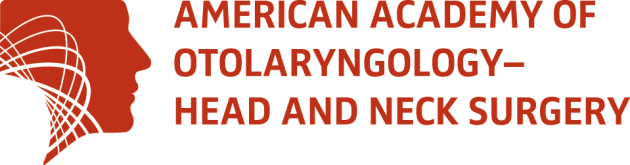 AMERICAN ACADEMY OF
OTOLARYNGOLOGY–
HEAD AND NECK SURGERY